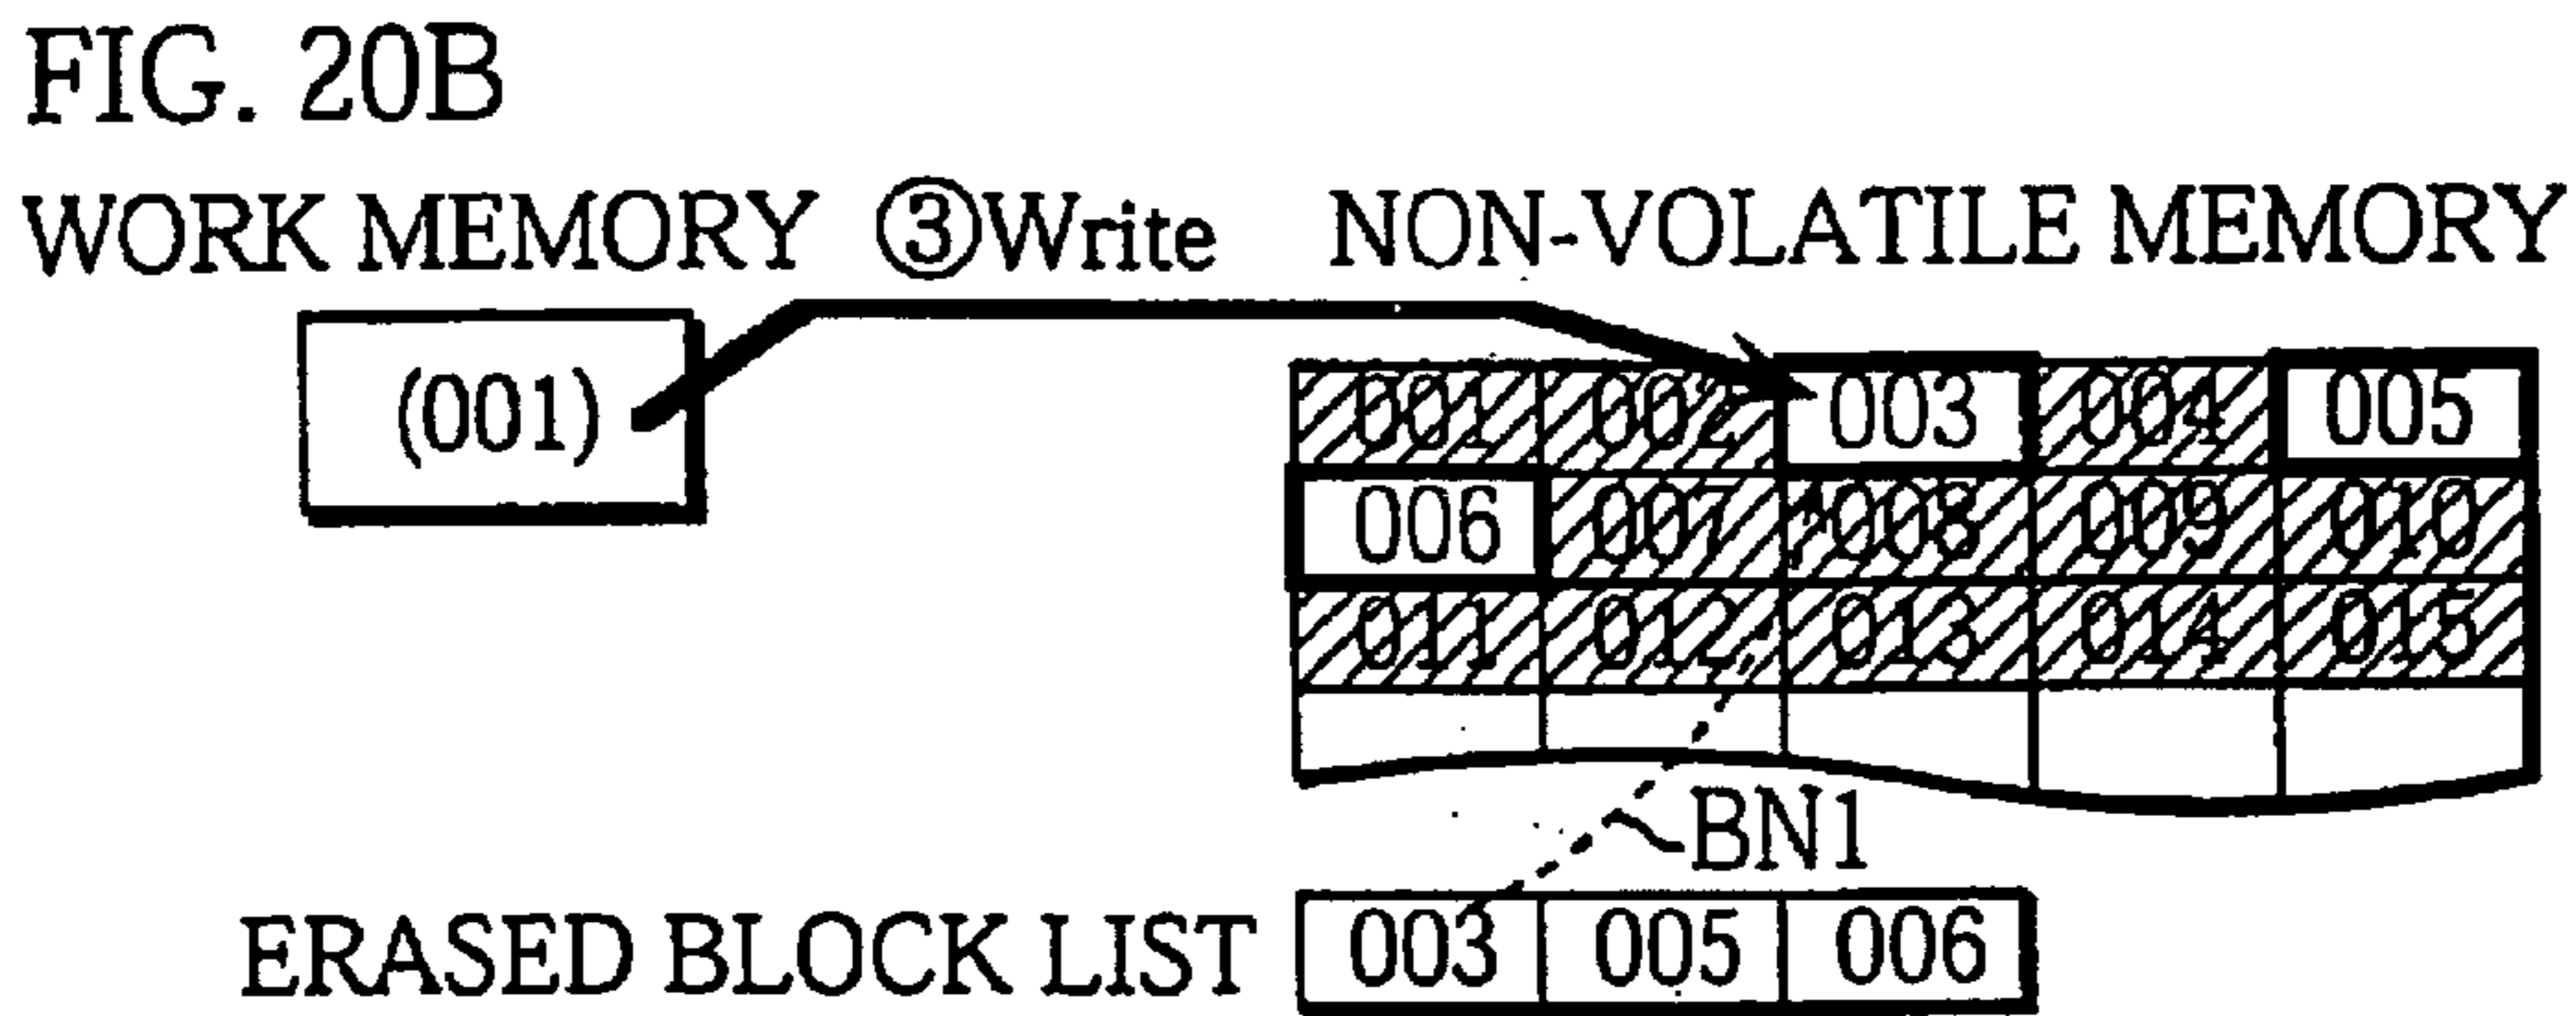 FIG. 20B
WORK MEMORY ③Write NON-VOLATILE MEMORY
(001)
001 002 003 004 005
006 007 008 009 010
011 012 013 014 015
BN1
ERASED BLOCK LIST 003 005 006